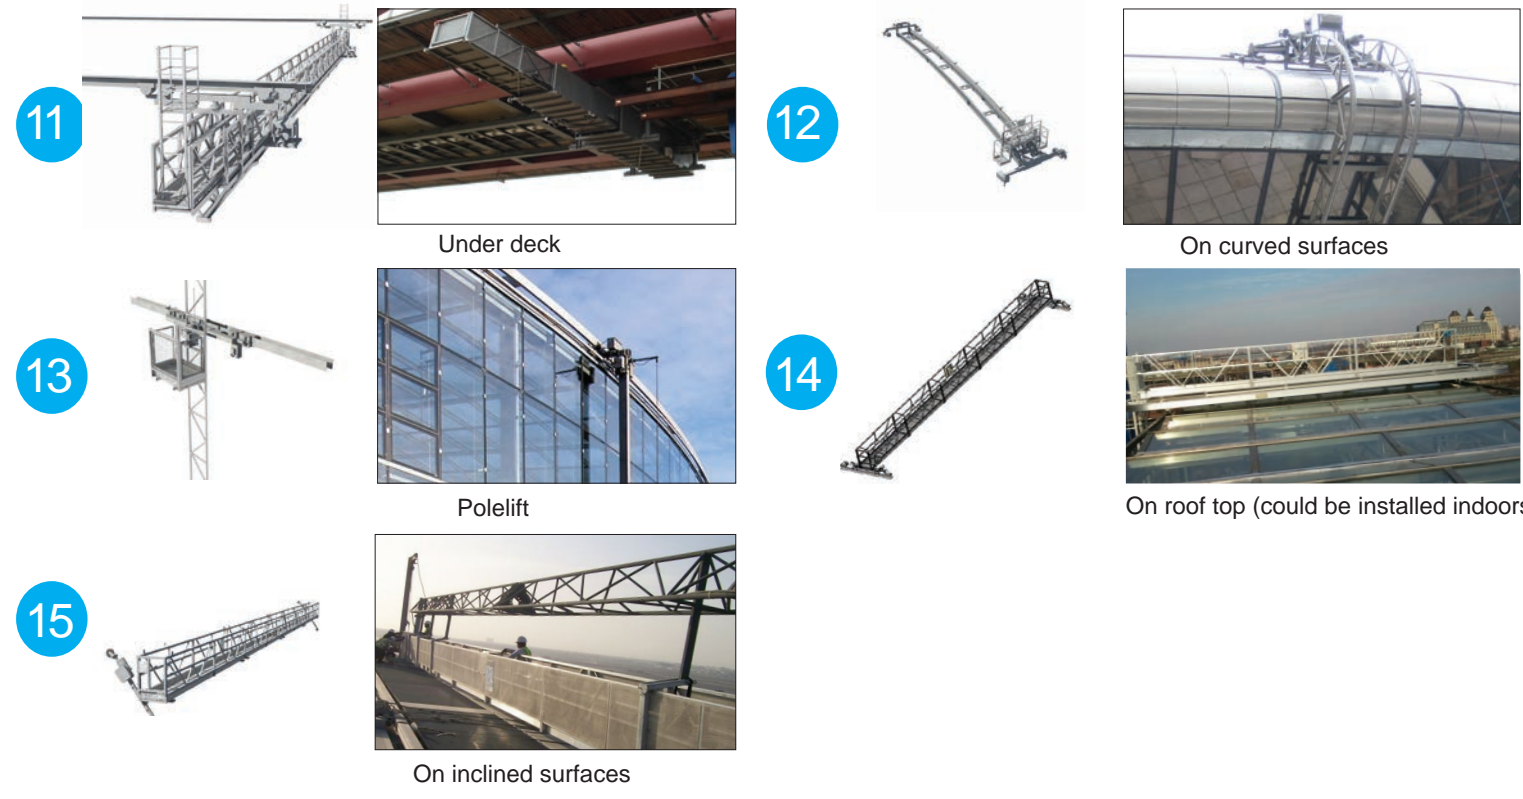 11
Under deck
12
On curved surfaces
13
Polelift
14
On roof top (could be installed indoors
15
On inclined surfaces